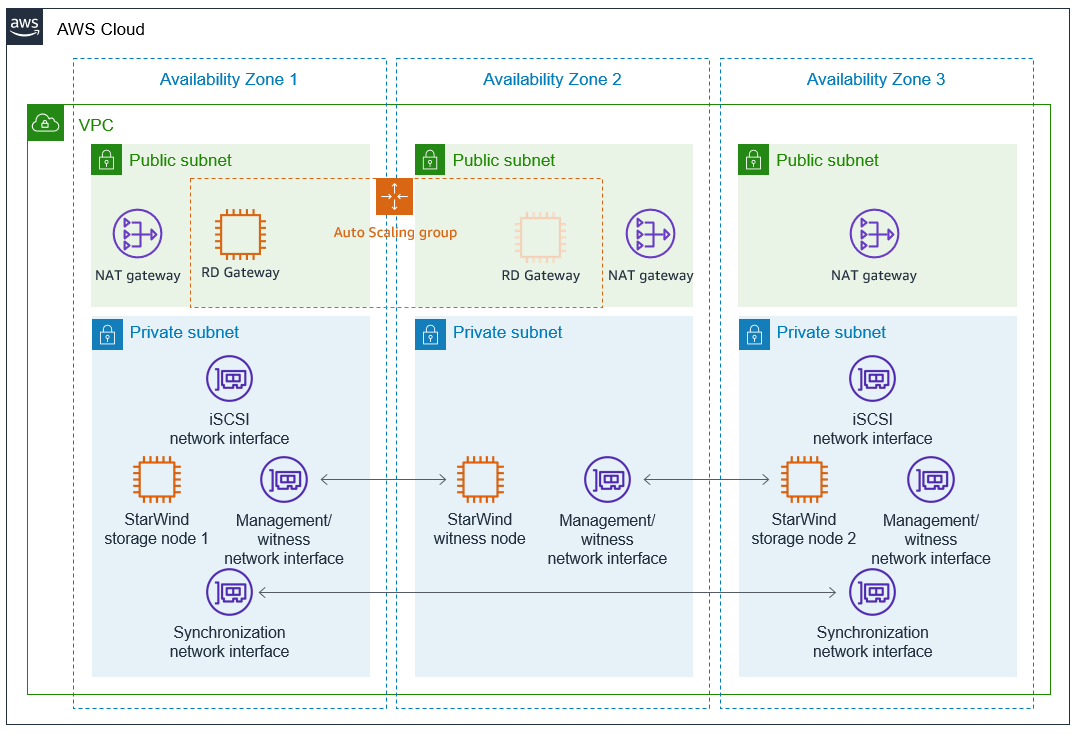 aws
AWS Cloud
Availability Zone 1
Availability Zone 2
Availability Zone 3
VPC
Public subnet
Public subnet
Public subnet
Auto Scaling group
NAT gateway
RD Gateway
RD Gateway
NAT gateway
NAT gateway
Private subnet
Private subnet
Private subnet
iSCSI
network interface
iSCSI
network interface
StarWind
storage node 1
Management/
witness
network interface
StarWind
witness node
Management/
witness
network interface
StarWind
storage node 2
Management/
witness
network interface
Synchronization
network interface
Synchronization
network interface